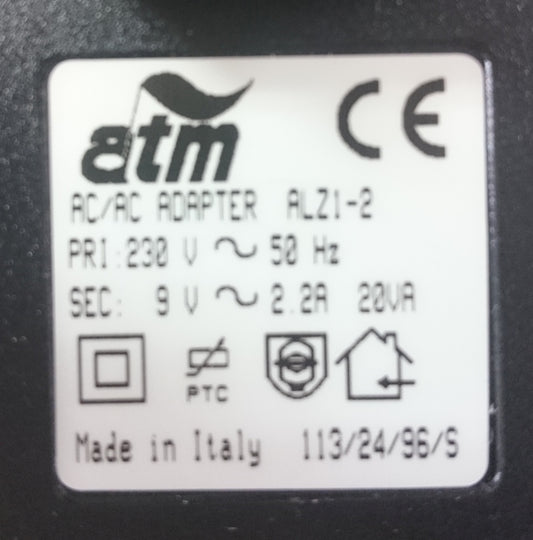 atm CE
AC/AC ADAPTER ALZ1-2
PRI:230 V ~ 50 Hz
SEC: 9 V ~ 2.2A 20VA
PTC
Made in Italy 113/24/96/S